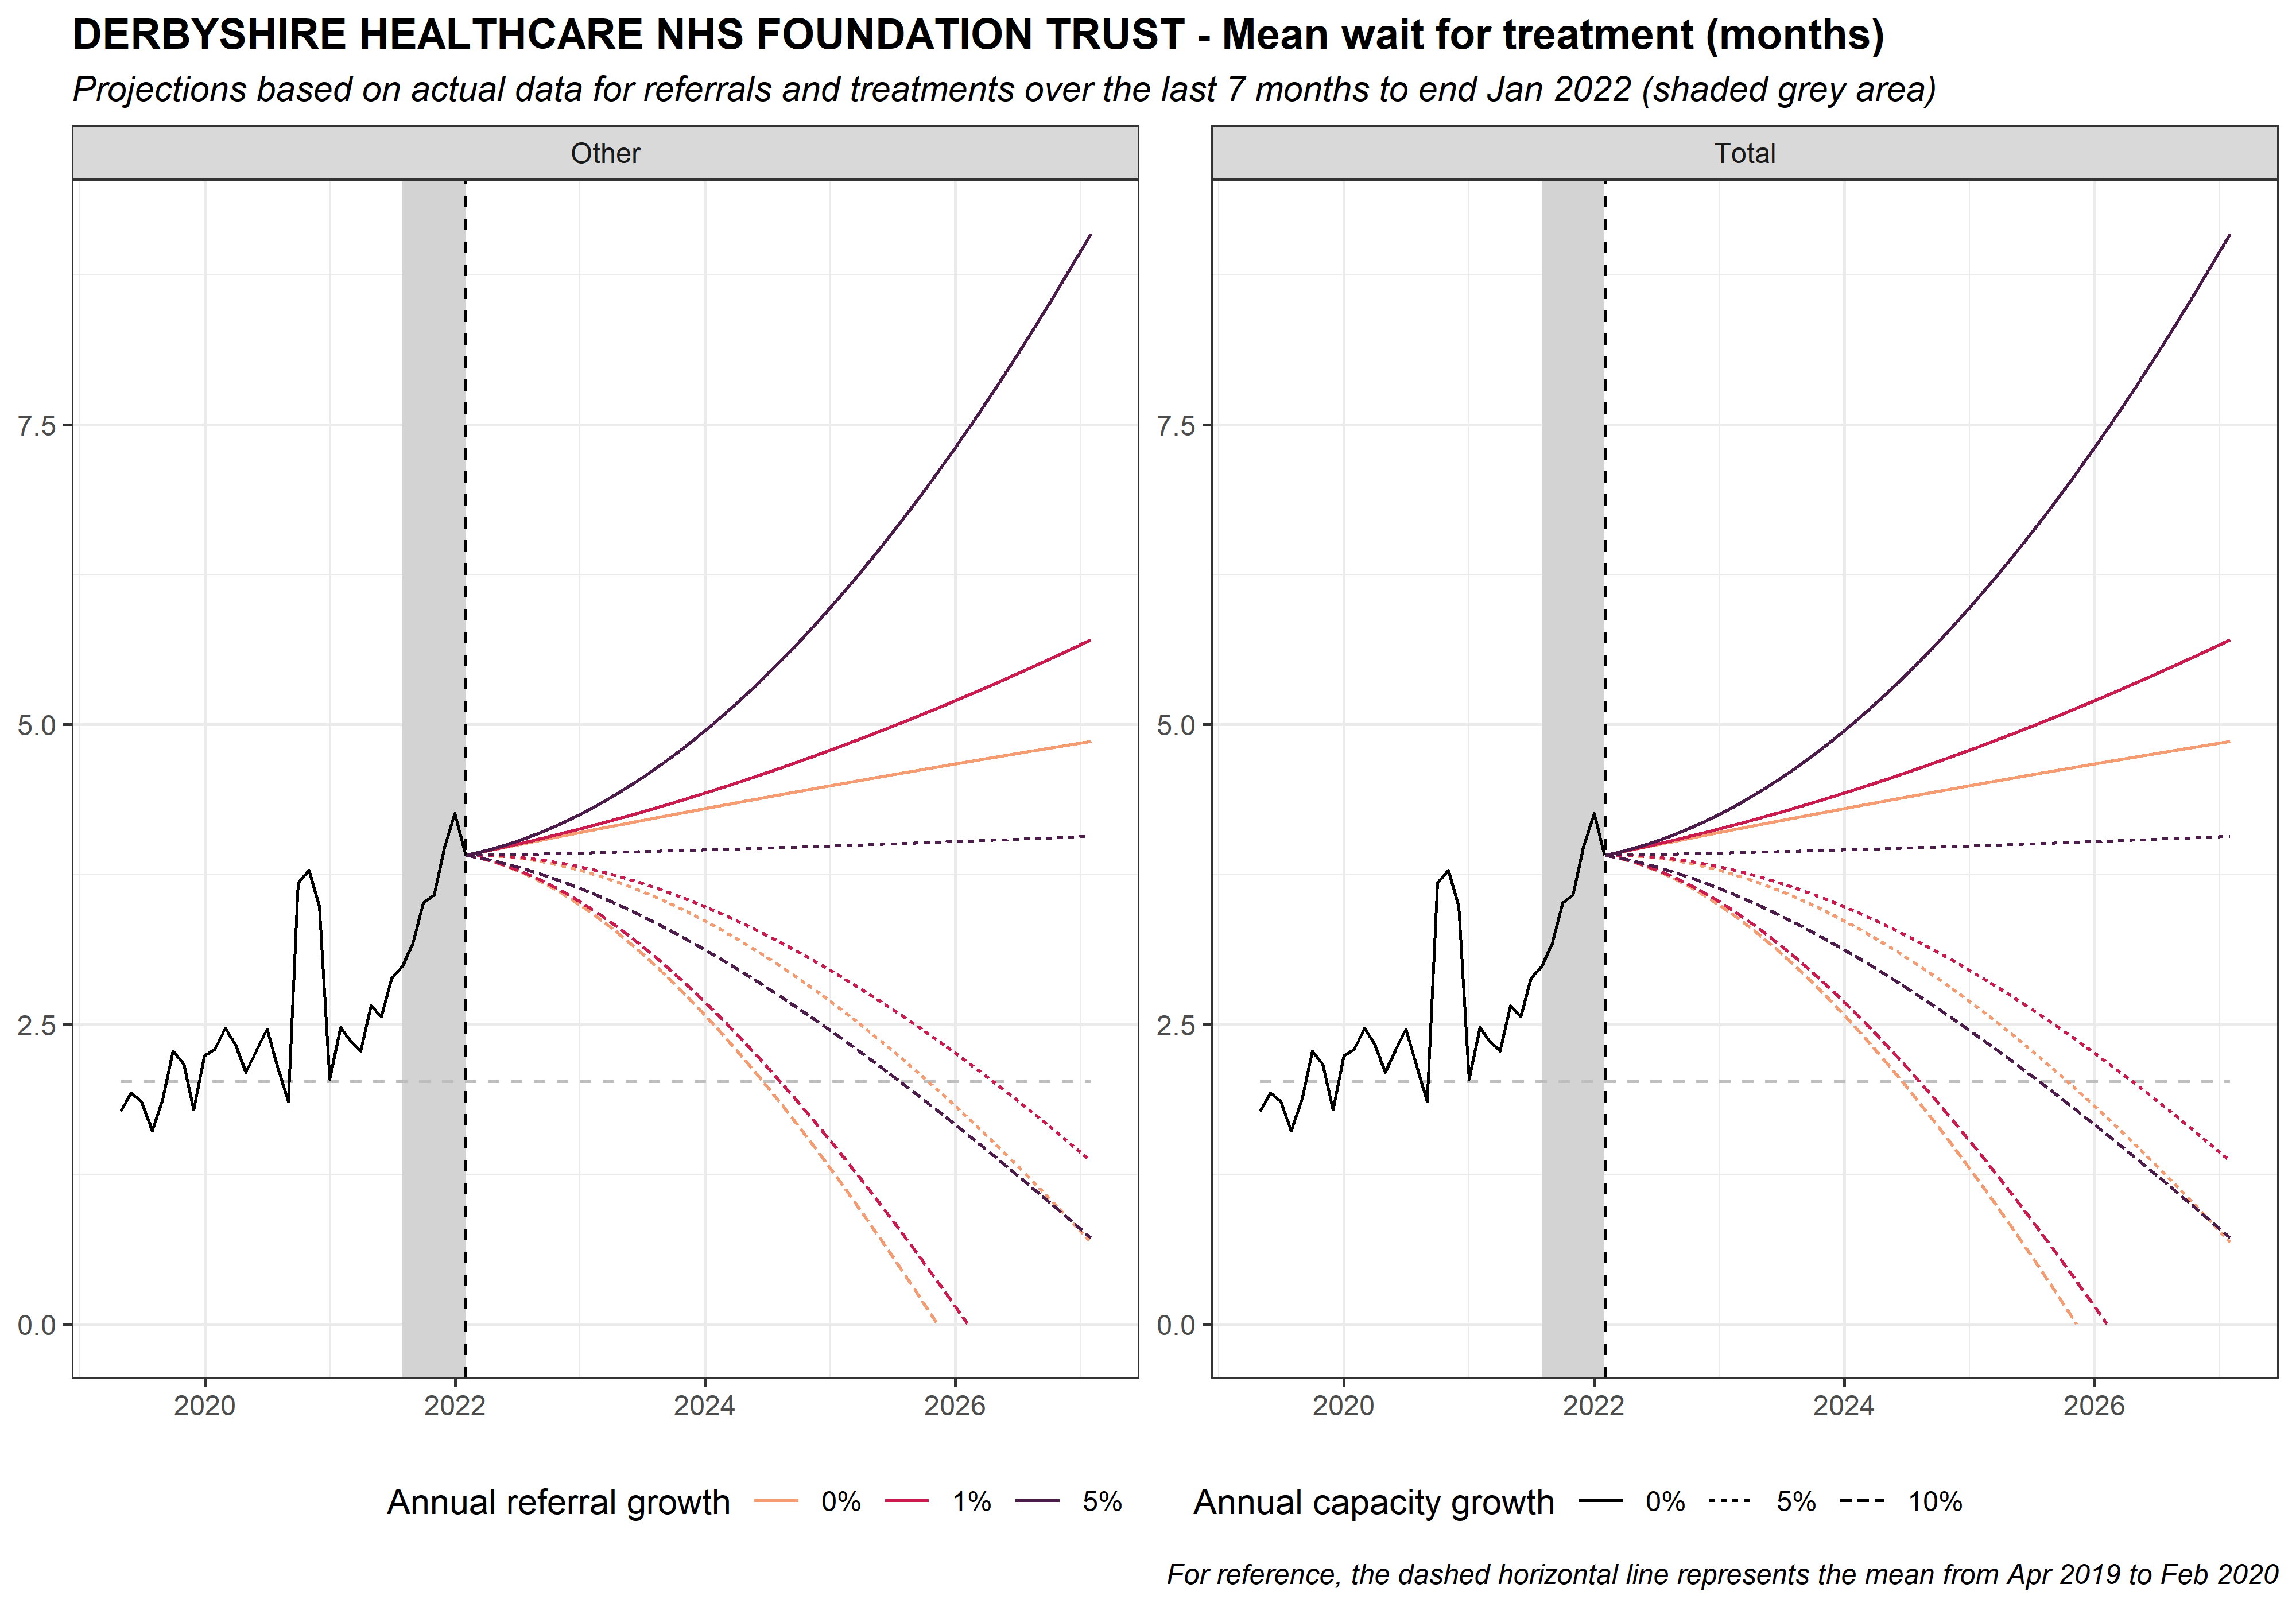 DERBYSHIRE HEALTHCARE NHS FOUNDATION TRUST - Mean wait for treatment (months)
Projections based on actual data for referrals and treatments over the last 7 months to end Jan 2022 (shaded grey area)
Other
Total
7.5
5.0
2.5
0.0
7.5
5.0
2.5
0.0
2020 2022 2024 2026
2020 2022 2024 2026
Annual referral growth 0% 1% 5%
Annual capacity growth 0% 5% 10%
For reference, the dashed horizontal line represents the mean from Apr 2019 to Feb 2020